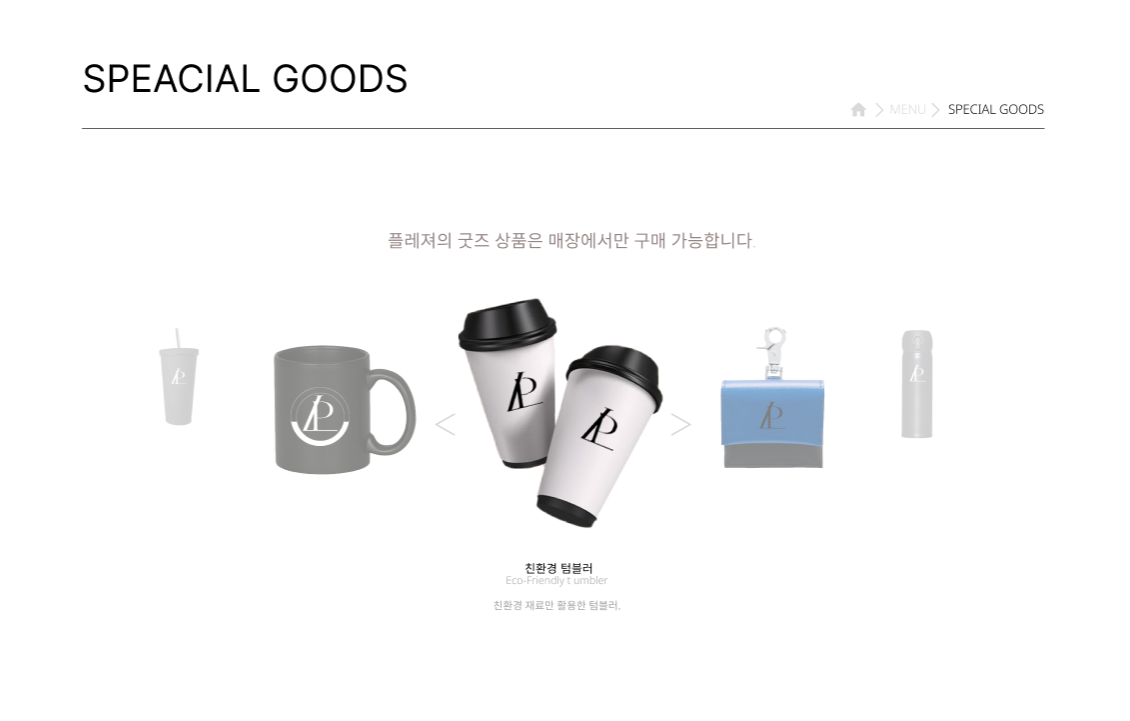 SPEACIAL GOODS
MENU SPECIAL GOODS
플레져의 굿즈 상품은 매장에서만 구매 가능합니다.
친환경 텀블러
Eco-Friendly t umbler
친환경 재료만 활용한 텀블러.